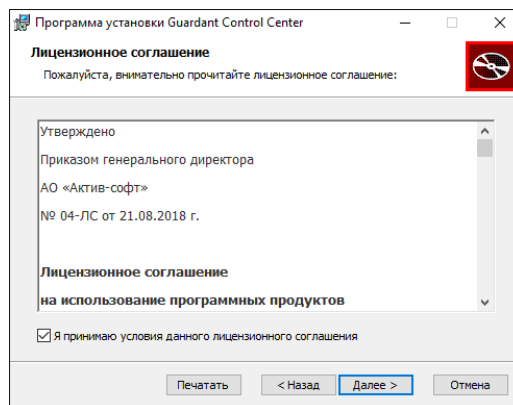 Программа установки Guardant Control Center
Лицензионное соглашение
Пожалуйста, внимательно прочитайте лицензионное соглашение:
Утверждено
Приказом генерального директора
АО «Актив-софт»
№ 04-ЛС от 21.08.2018 г.
Лицензионное соглашение
на использование программных продуктов
Я принимаю условия данного лицензионного соглашения
Печатать < Назад Далее > Отмена